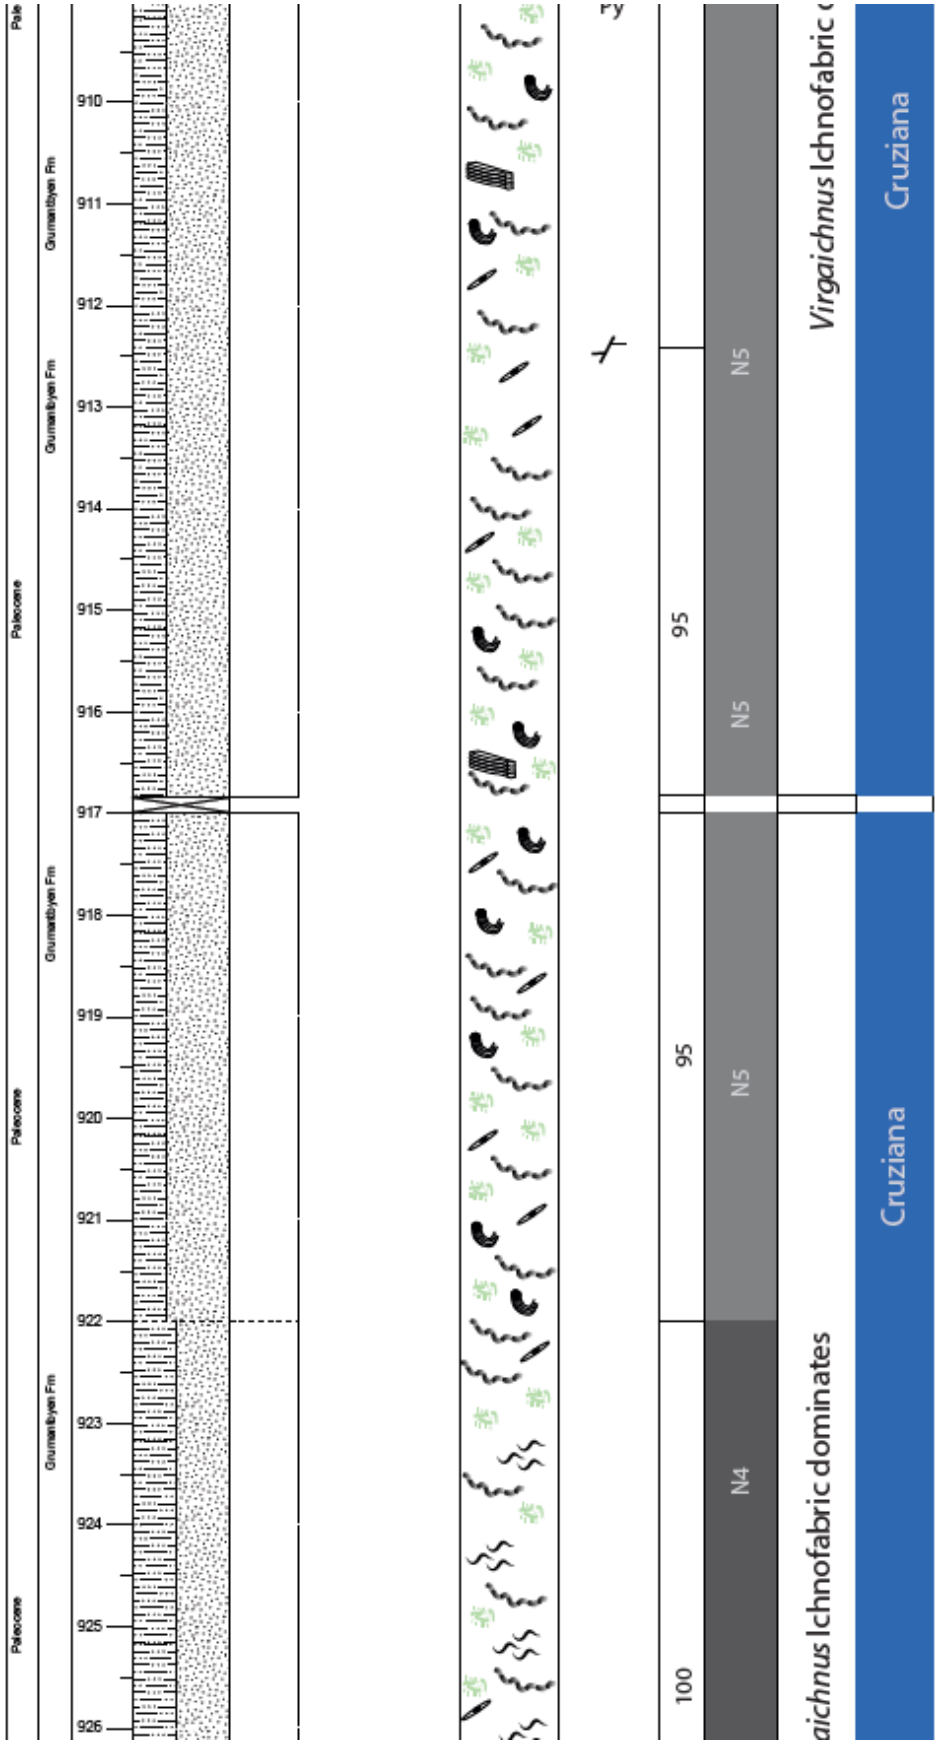 Pale
Py
Virgaichnus Ichnofabric
Cruziana
910
Grumantbyen Fm
911
912
N5
Grumantbyen Fm
913
914
Paleocene
915
95
916
N5
917
Grumantbyen Fm
918
919
95
N5
Paleocene
920
Cruziana
921
922
Grumantbyen Fm
923
N4
aichnus Ichnofabric dominates
924
Paleocene
925
100
926